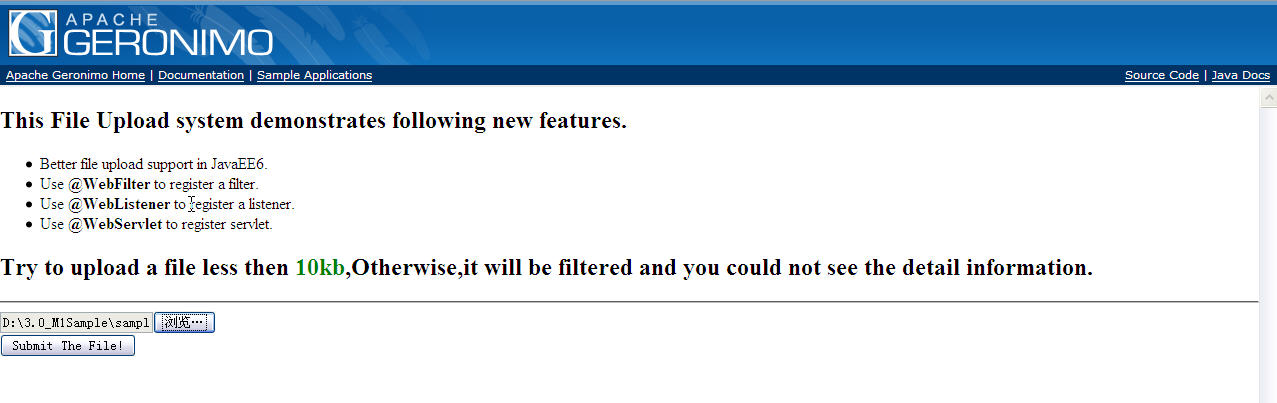 APACHE
GERONIMO
Apache Geronimo Home | Documentation | Sample Applications Source Code | Java Docs
This File Upload system demonstrates following new features.
Better file upload support in JavaEE6.
Use @WebFilter to register a filter.
Use @WebListener to register a listener.
Use @WebServlet to register servlet.
Try to upload a file less then 10kb,Otherwise,it will be filtered and you could not see the detail information.
D:\3.0_M1Sample\sampl 浏览…
Submit The File!